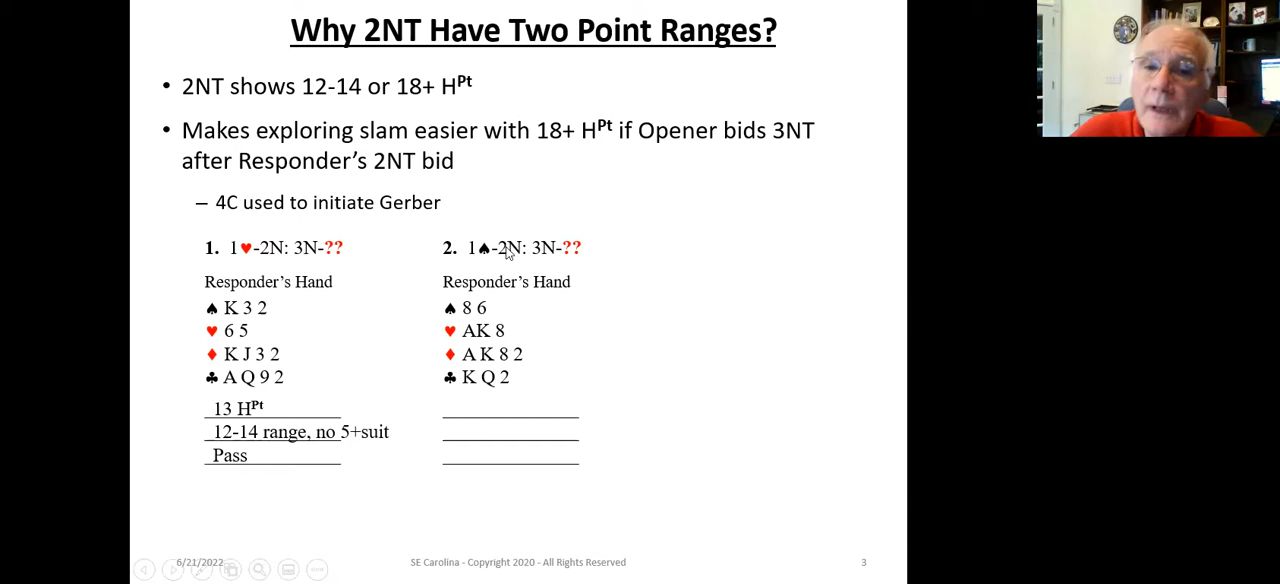 Why 2NT Have Two Point Ranges?
• 2NT shows 12-14 or 18+ HPt
• Makes exploring slam easier with 18+ HPt if Opener bids 3NT
after Responder’s 2NT bid
– 4C used to initiate Gerber
1. 1♥-2N: 3N-??
Responder’s Hand
♠ K 3 2
♥ 6 5
♦ K J 3 2
♣ A Q 9 2
13 HPt
12-14 range, no 5+suit
Pass
2. 1♠-2N: 3N-??
Responder’s Hand
♠ 8 6
♥ AK 8
♦ A K 8 2
♣ K Q 2
6/21/2022
SE Carolina - Copyright 2020 - All Rights Reserved
3